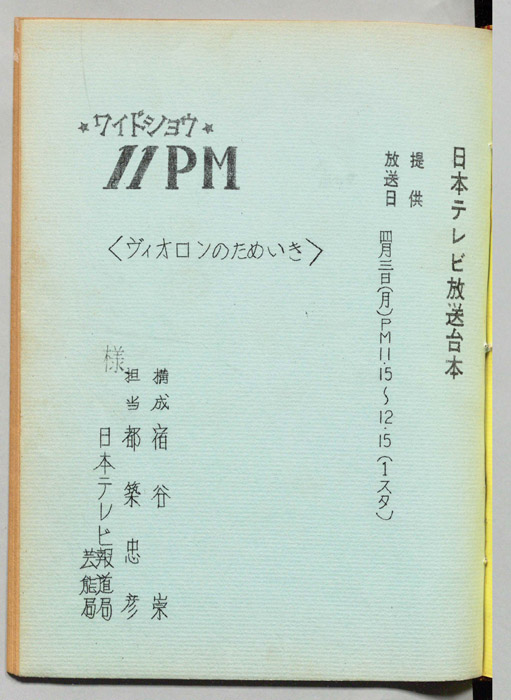 日本テレビ放送台本
提供
放送日 四月三日(月)PM11.15〜12.15(1スタ)
★ワイドショウ★
11PM
〈ヴィオロンのためいき〉
構成 宿谷 崇
担当 都築忠彦
様
日本テレビ 報道局
芸能局